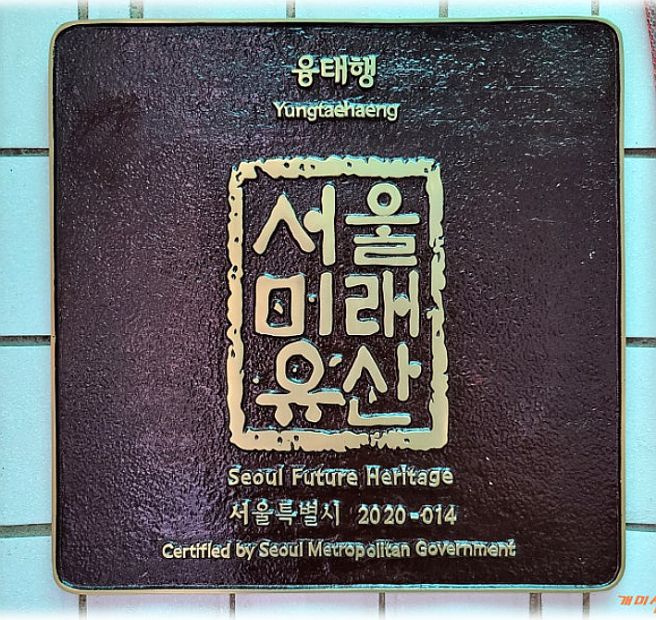 융태행
Yungtaehaeng
서울
미래
유산
Seoul Future Heritage
서울특별시 2020-014
Certified by Seoul Metropolitan Government